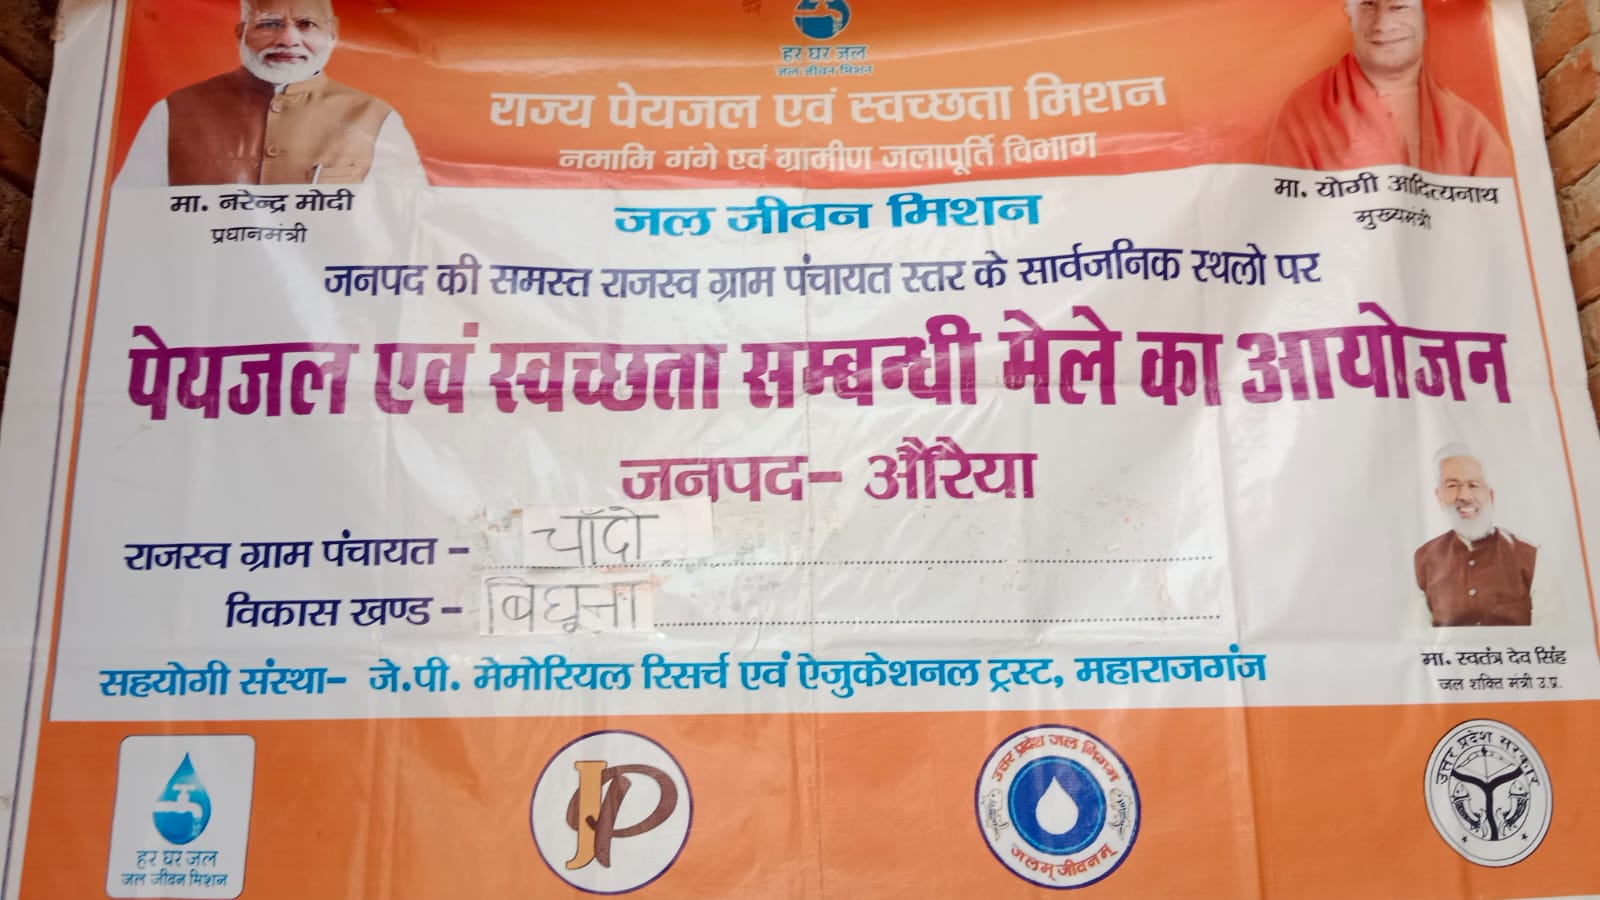 हर घर जल
जल जीवन मिशन
राज्य पेयजल एवं स्वच्छता मिशन
नमामि गंगे एवं ग्रामीण जलापूर्ति विभाग
मा. नरेन्द्र मोदी
प्रधानमंत्री
मा. योगी आदित्यनाथ
मुख्यमंत्री
जल जीवन मिशन
जनपद की समस्त राजस्व ग्राम पंचायत स्तर के सार्वजनिक स्थलो पर
पेयजल एवं स्वच्छता सम्बन्धी मेले का आयोजन
जनपद- औरैया
राजस्व ग्राम पंचायत - चाँदो
विकास खण्ड - बिधूना
सहयोगी संस्था- जे.पी. मेमोरियल रिसर्च एवं ऐजुकेशनल ट्रस्ट, महाराजगंज
मा. स्वतंत्र देव सिंह
जल शक्ति मंत्री उ.प्र.
हर घर जल
जल जीवन मिशन
JP
उत्तर प्रदेश जल निगम
जलम् जीवनम्
उत्तर प्रदेश सरकार